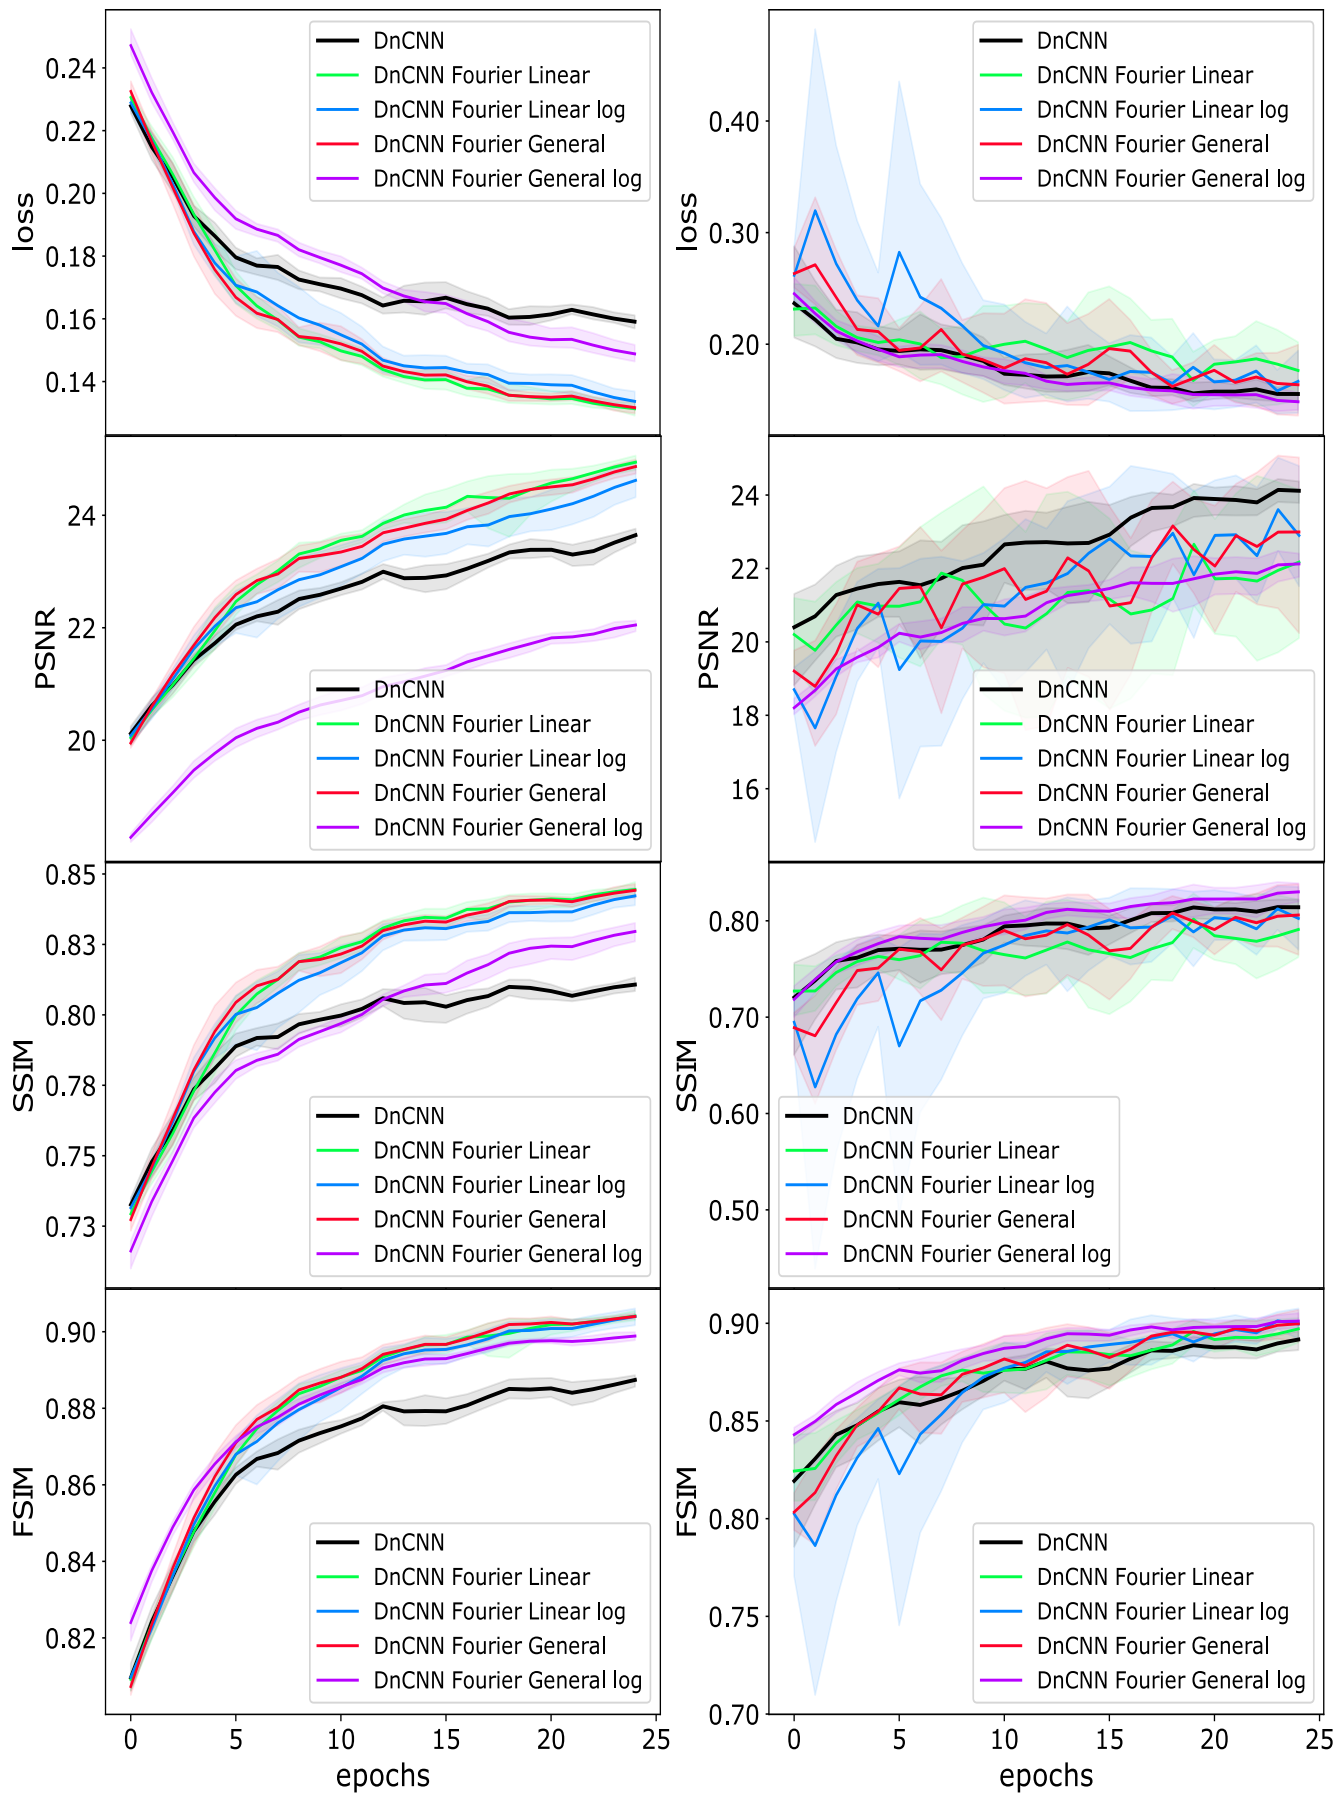 loss
0.24
0.22
0.20
0.18
0.16
0.14
DnCNN
DnCNN Fourier Linear
DnCNN Fourier Linear log
DnCNN Fourier General
DnCNN Fourier General log
loss
0.40
0.30
0.20
DnCNN
DnCNN Fourier Linear
DnCNN Fourier Linear log
DnCNN Fourier General
DnCNN Fourier General log
PSNR
24
22
20
DnCNN
DnCNN Fourier Linear
DnCNN Fourier Linear log
DnCNN Fourier General
DnCNN Fourier General log
PSNR
24
22
20
18
16
DnCNN
DnCNN Fourier Linear
DnCNN Fourier Linear log
DnCNN Fourier General
DnCNN Fourier General log
SSIM
0.85
0.83
0.80
0.78
0.75
0.73
DnCNN
DnCNN Fourier Linear
DnCNN Fourier Linear log
DnCNN Fourier General
DnCNN Fourier General log
SSIM
0.80
0.70
0.60
0.50
DnCNN
DnCNN Fourier Linear
DnCNN Fourier Linear log
DnCNN Fourier General
DnCNN Fourier General log
FSIM
0.90
0.88
0.86
0.84
0.82
DnCNN
DnCNN Fourier Linear
DnCNN Fourier Linear log
DnCNN Fourier General
DnCNN Fourier General log
0 5 10 15 20 25
epochs
FSIM
0.90
0.85
0.80
0.75
0.70
DnCNN
DnCNN Fourier Linear
DnCNN Fourier Linear log
DnCNN Fourier General
DnCNN Fourier General log
0 5 10 15 20 25
epochs